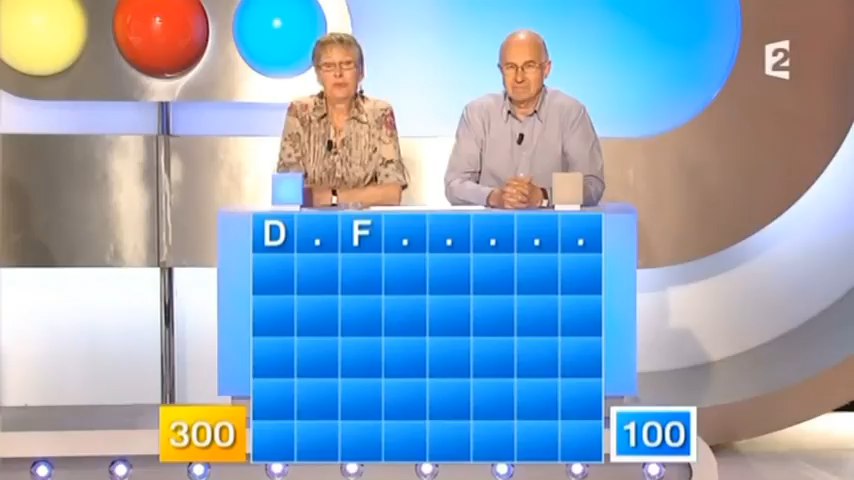 2
D . F . . . . .
300
100